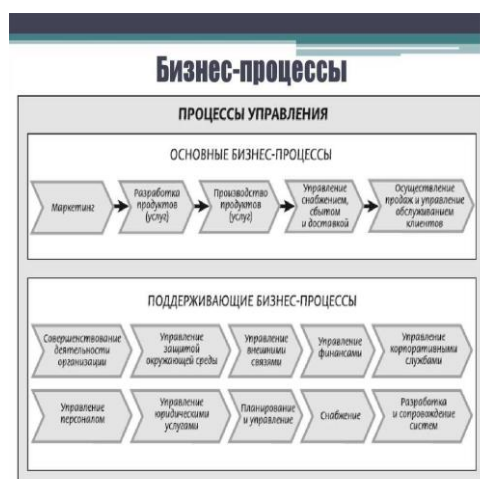 Бизнес-процессы
ПРОЦЕССЫ УПРАВЛЕНИЯ
ОСНОВНЫЕ БИЗНЕС-ПРОЦЕССЫ
Маркетинг
Разработка
продуктов
(услуг)
Производство
продуктов
(услуг)
Управление
снабжением,
сбытом
и доставкой
Осуществление
продаж и управление
обслуживанием
клиентов
ПОДДЕРЖИВАЮЩИЕ БИЗНЕС-ПРОЦЕССЫ
Совершенствование
деятельности
организации
Управление
защитой
окружающей среды
Управление
внешними
связями
Управление
финансами
Управление
корпоративными
службами
Управление
персоналом
Управление
юридическими
услугами
Планирование
и управление
Снабжение
Разработка
и сопровождение
систем